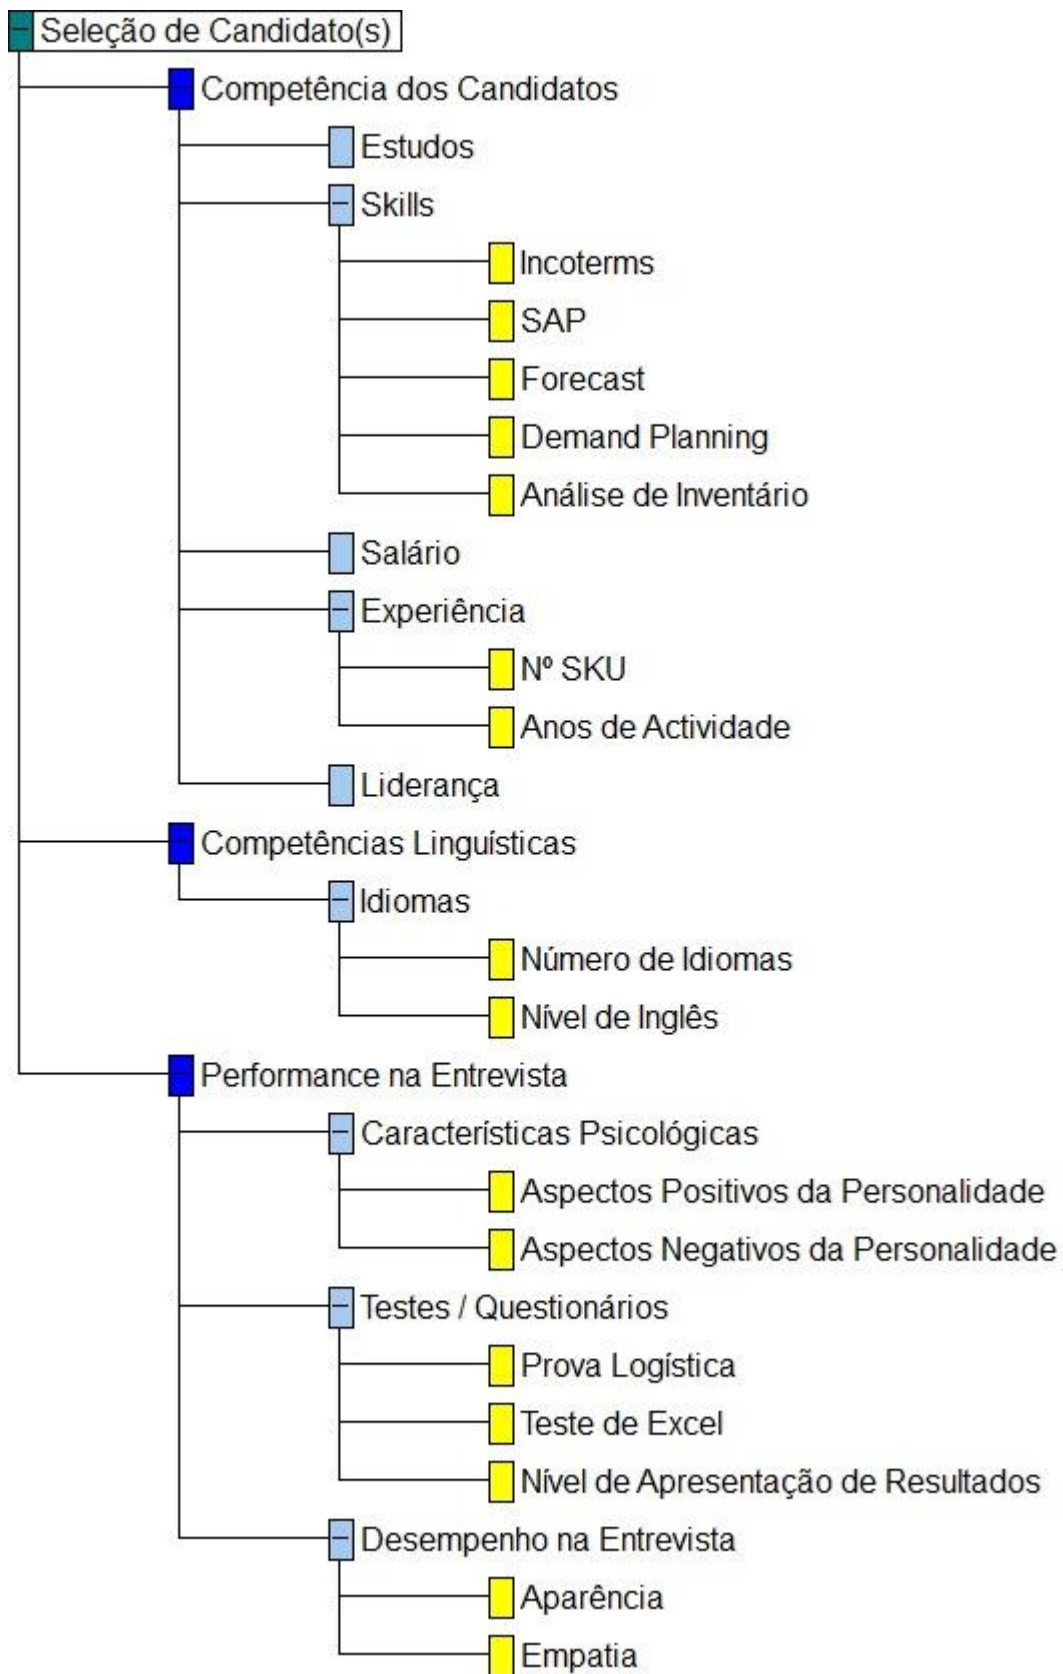 Seleção de Candidato(s)
Competência dos Candidatos
Estudos
Skills
Incoterms
SAP
Forecast
Demand Planning
Análise de Inventário
Salário
Experiência
Nº SKU
Anos de Actividade
Liderança
Competências Linguísticas
Idiomas
Número de Idiomas
Nível de Inglês
Performance na Entrevista
Características Psicológicas
Aspectos Positivos da Personalidade
Aspectos Negativos da Personalidade
Testes / Questionários
Prova Logística
Teste de Excel
Nível de Apresentação de Resultados
Desempenho na Entrevista
Aparência
Empatia